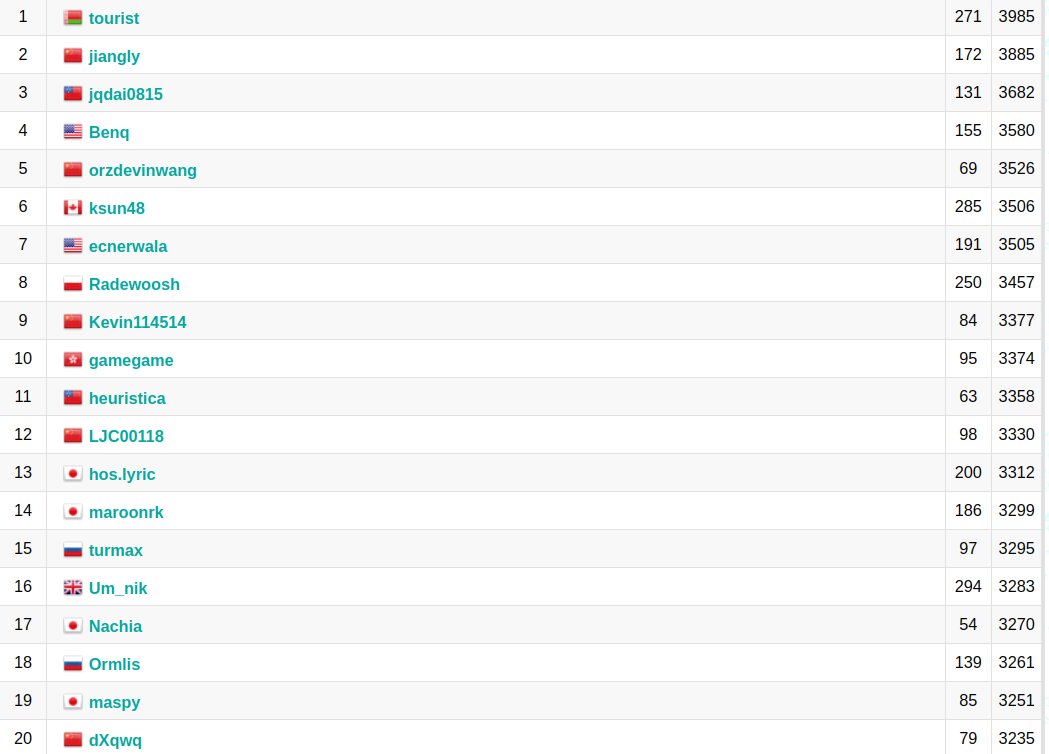 1 tourist 271 3985
2 jiangly 172 3885
3 jqdai0815 131 3682
4 Benq 155 3580
5 orzdevinwang 69 3526
6 ksun48 285 3506
7 ecnerwala 191 3505
8 Radewoosh 250 3457
9 Kevin114514 84 3377
10 gamegame 95 3374
11 heuristica 63 3358
12 LJC00118 98 3330
13 hos.lyric 200 3312
14 maroonrk 186 3299
15 turmax 97 3295
16 Um_nik 294 3283
17 Nachia 54 3270
18 Ormlis 139 3261
19 maspy 85 3251
20 dXqwq 79 3235